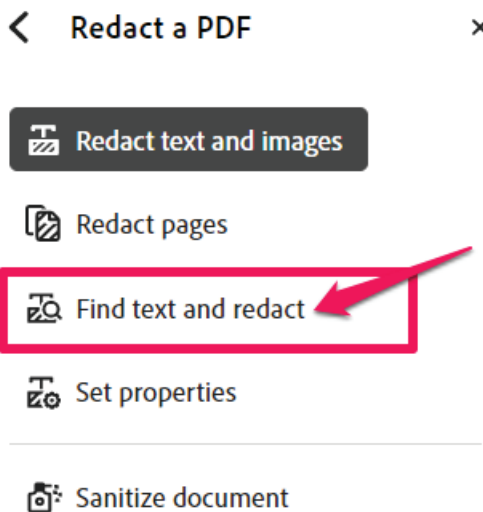 Redact a PDF
Redact text and images
Redact pages
Find text and redact
Set properties
Sanitize document